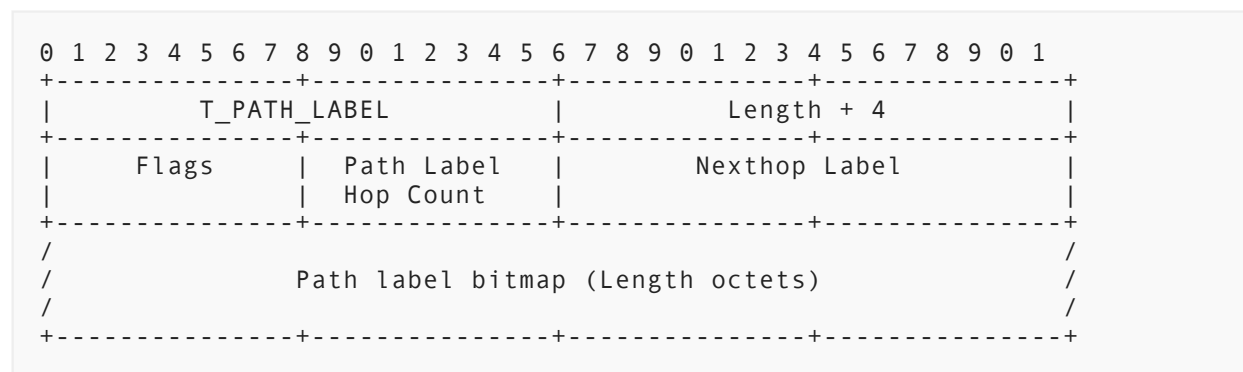 0 1 2 3 4 5 6 7 8 9 0 1 2 3 4 5 6 7 8 9 0 1 2 3 4 5 6 7 8 9 0 1
+---------------+---------------+---------------+---------------+
|          T_PATH_LABEL         |          Length + 4           |
+---------------+---------------+---------------+---------------+
|     Flags     |  Path Label   |        Nexthop Label          |
|               |  Hop Count    |                               |
+---------------+---------------+---------------+---------------+
/                                                               /
/               Path label bitmap (Length octets)               /
/                                                               /
+---------------+---------------+---------------+---------------+